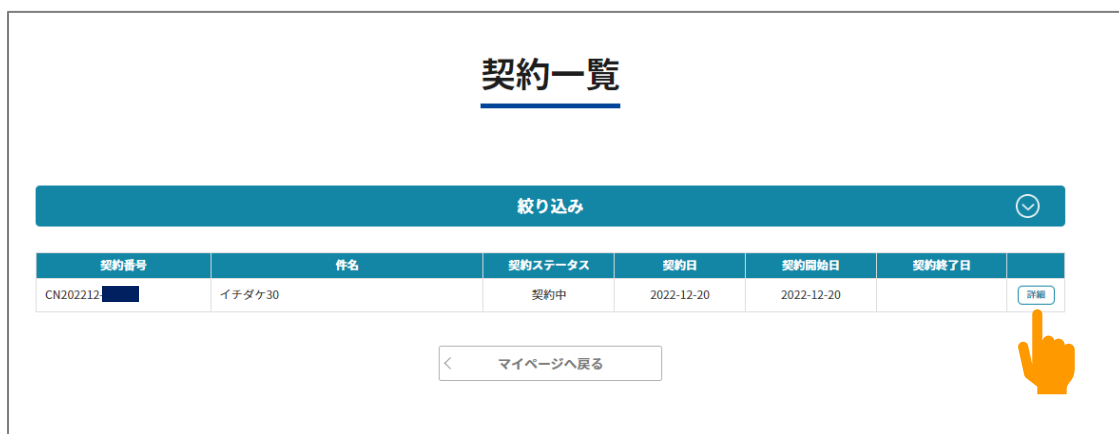 契約一覧
絞り込み
契約番号 件名 契約ステータス 契約日 契約開始日 契約終了日
CN202212- イチダケ30 契約中 2022-12-20 2022-12-20 詳細
マイページへ戻る